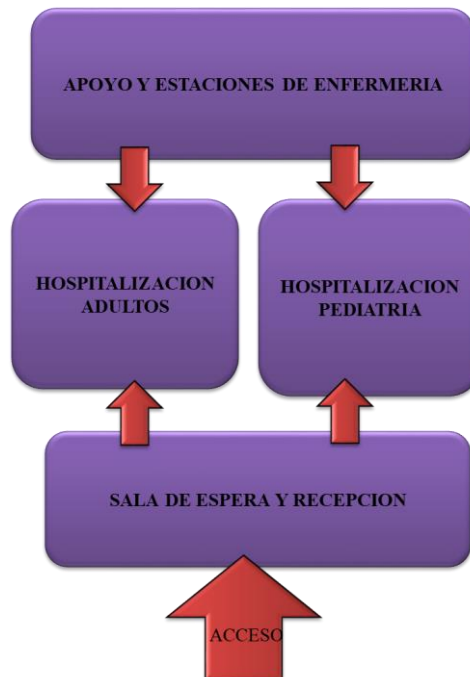 APOYO Y ESTACIONES DE ENFERMERIA
HOSPITALIZACION
ADULTOS
HOSPITALIZACION
PEDIATRIA
SALA DE ESPERA Y RECEPCION
ACCESO